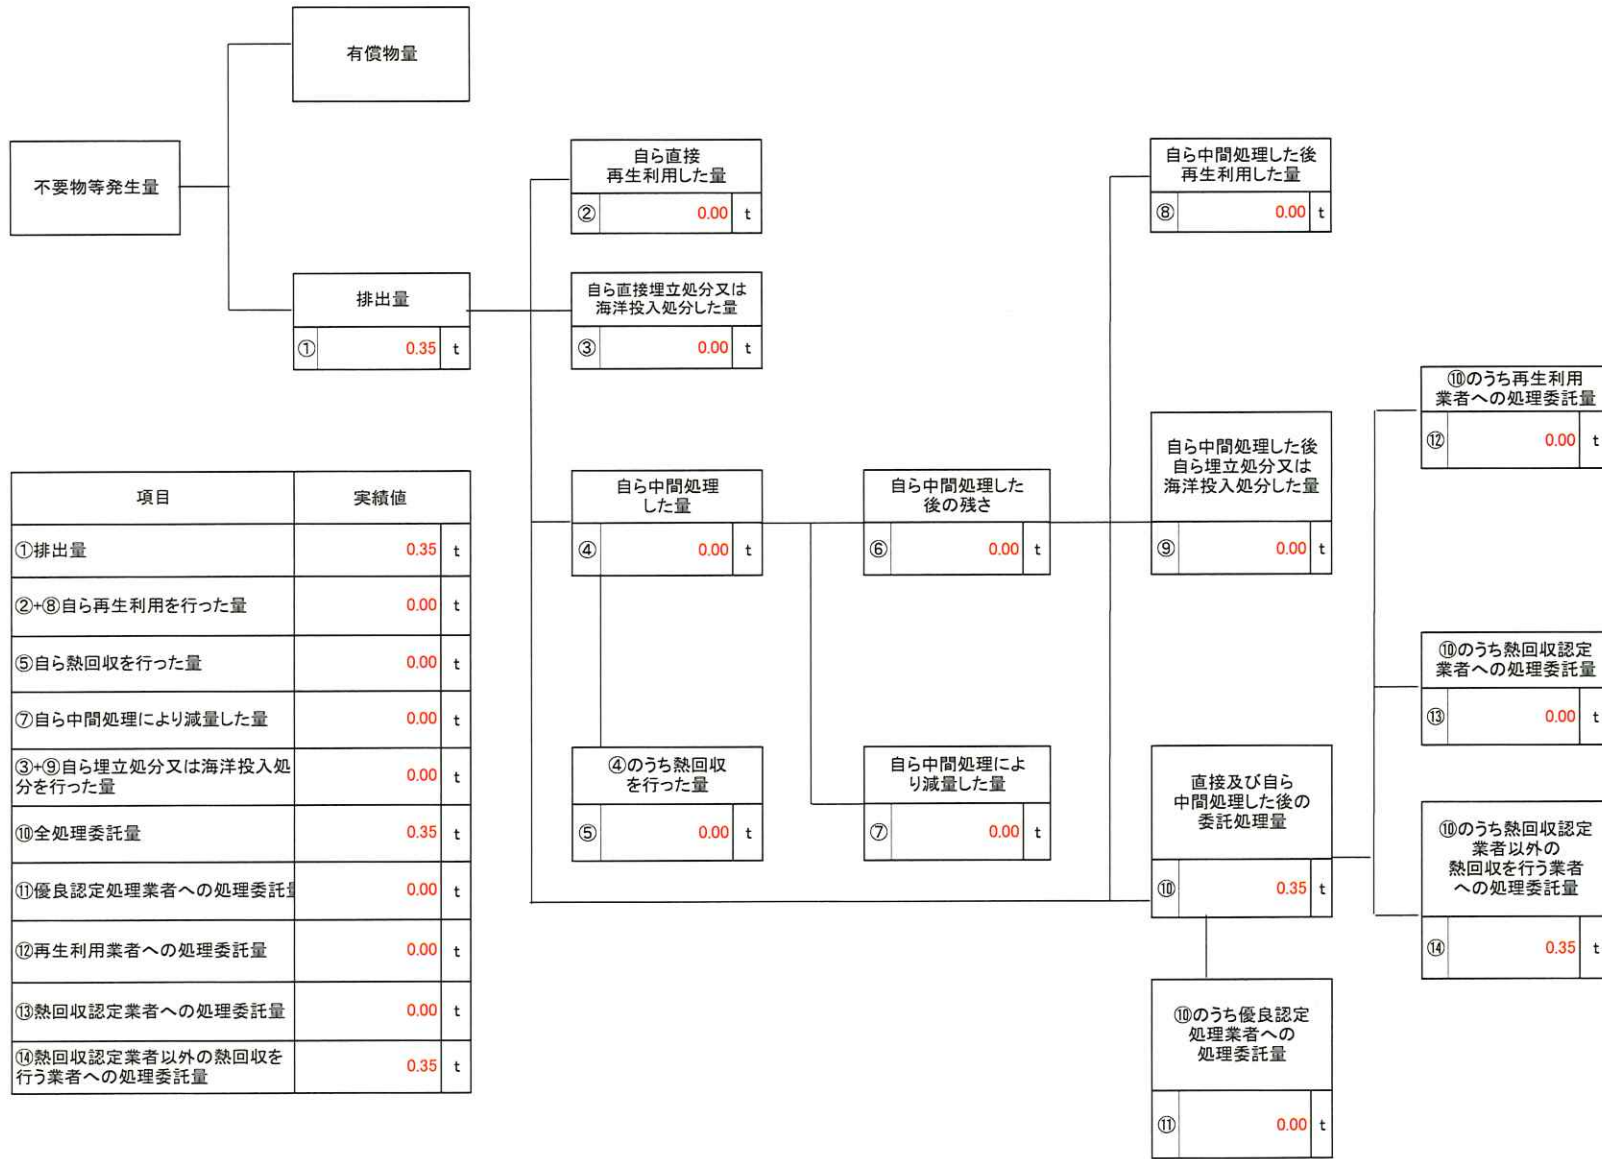 有償物量
不要物等発生量
排出量
① 0.35 t
自ら直接
再生利用した量
② 0.00 t
自ら直接埋立処分又は
海洋投入処分した量
③ 0.00 t
自ら中間処理
した量
④ 0.00 t
④のうち熱回収
を行った量
⑤ 0.00 t
自ら中間処理した
後の残さ
⑥ 0.00 t
自ら中間処理によ
り減量した量
⑦ 0.00 t
自ら中間処理した後
再生利用した量
⑧ 0.00 t
自ら中間処理した後
自ら埋立処分又は
海洋投入処分した量
⑨ 0.00 t
直接及び自ら
中間処理した後の
委託処理量
⑩ 0.35 t
⑩のうち優良認定
処理業者への
処理委託量
⑪ 0.00 t
⑩のうち再生利用
業者への処理委託量
⑫ 0.00 t
⑩のうち熱回収認定
業者への処理委託量
⑬ 0.00 t
⑩のうち熱回収認定
業者以外の
熱回収を行う業者
への処理委託量
⑭ 0.35 t
項目 実績値
①排出量 0.35 t
②+⑧自ら再生利用を行った量 0.00 t
⑤自ら熱回収を行った量 0.00 t
⑦自ら中間処理により減量した量 0.00 t
③+⑨自ら埋立処分又は海洋投入処
分を行った量 0.00 t
⑩全処理委託量 0.35 t
⑪優良認定処理業者への処理委託量 0.00 t
⑫再生利用業者への処理委託量 0.00 t
⑬熱回収認定業者への処理委託量 0.00 t
⑭熱回収認定業者以外の熱回収を
行う業者への処理委託量 0.35 t